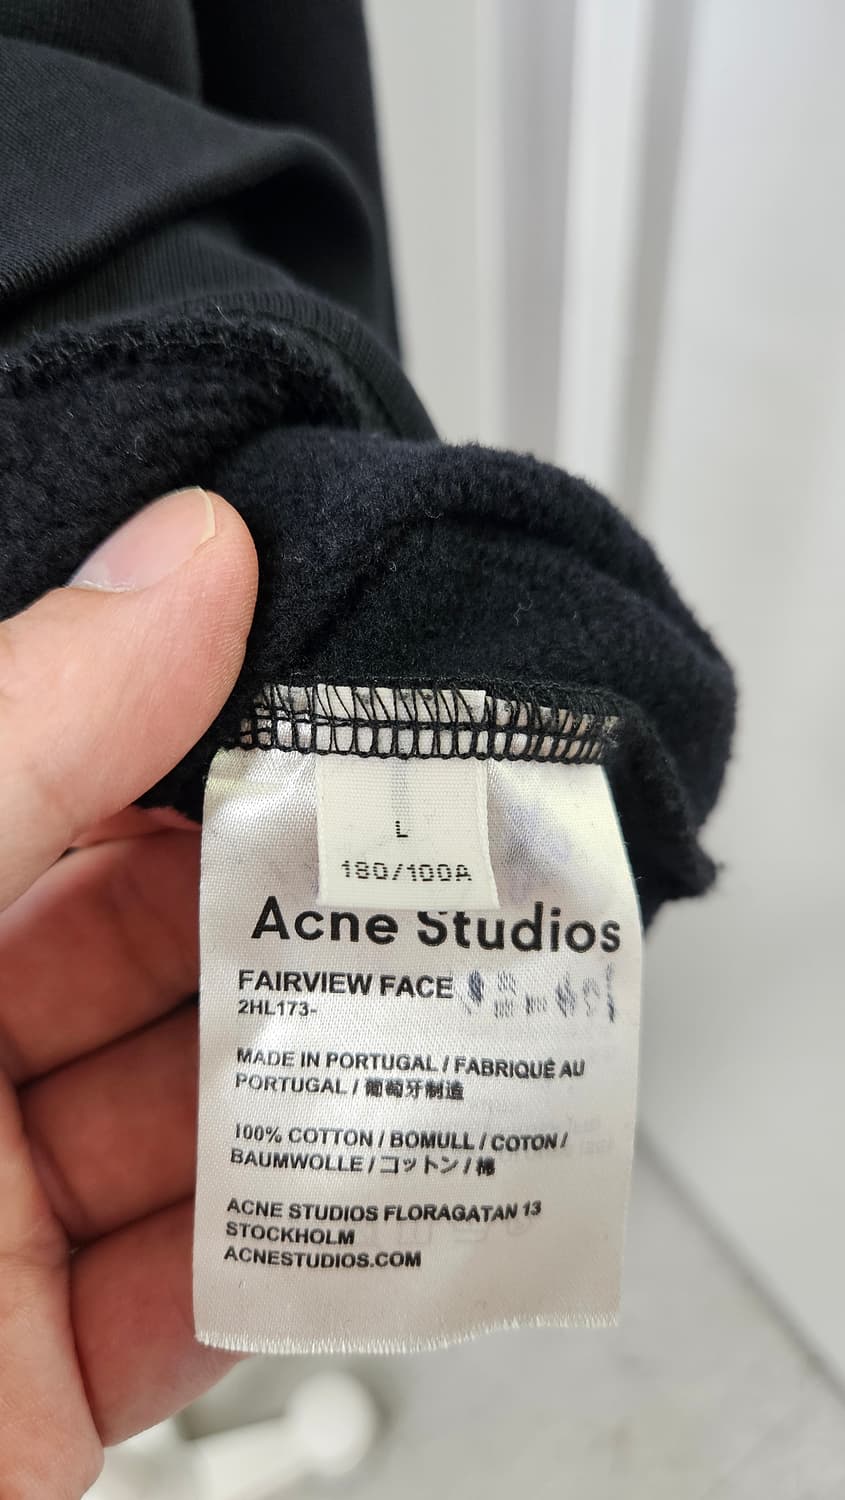 L
180/100A
Acne Studios
FAIRVIEW FACE
2HL173-
MADE IN PORTUGAL / FABRIQUÉ AU
PORTUGAL / 葡萄牙制造
100% COTTON / BOMULL / COTON /
BAUMWOLLE / コットン / 棉
ACNE STUDIOS FLORAGATAN 13
STOCKHOLM
ACNESTUDIOS.COM